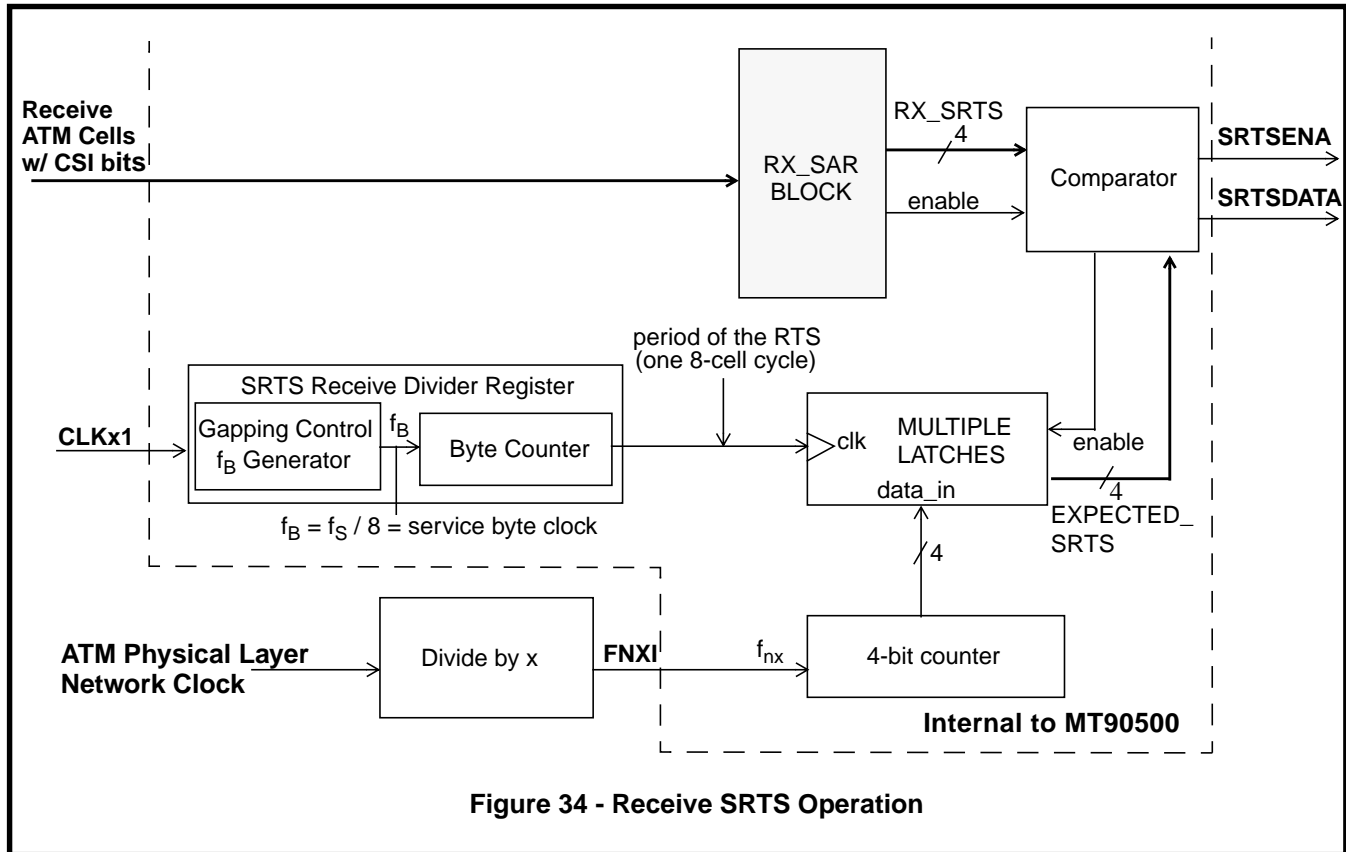 Receive
ATM Cells
w/ CSI bits
RX_SAR
BLOCK
RX_SRTS
4
enable
Comparator
SRTSENA
SRTSDATA
period of the RTS
(one 8-cell cycle)
SRTS Receive Divider Register
CLKx1
Gapping Control
fB Generator
fB
Byte Counter
fB = fS / 8 = service byte clock
clk
MULTIPLE
LATCHES
data_in
enable
4
EXPECTED_
SRTS
4
ATM Physical Layer
Network Clock
Divide by x
FNXI
fnx
4-bit counter
Internal to MT90500
Figure 34 - Receive SRTS Operation